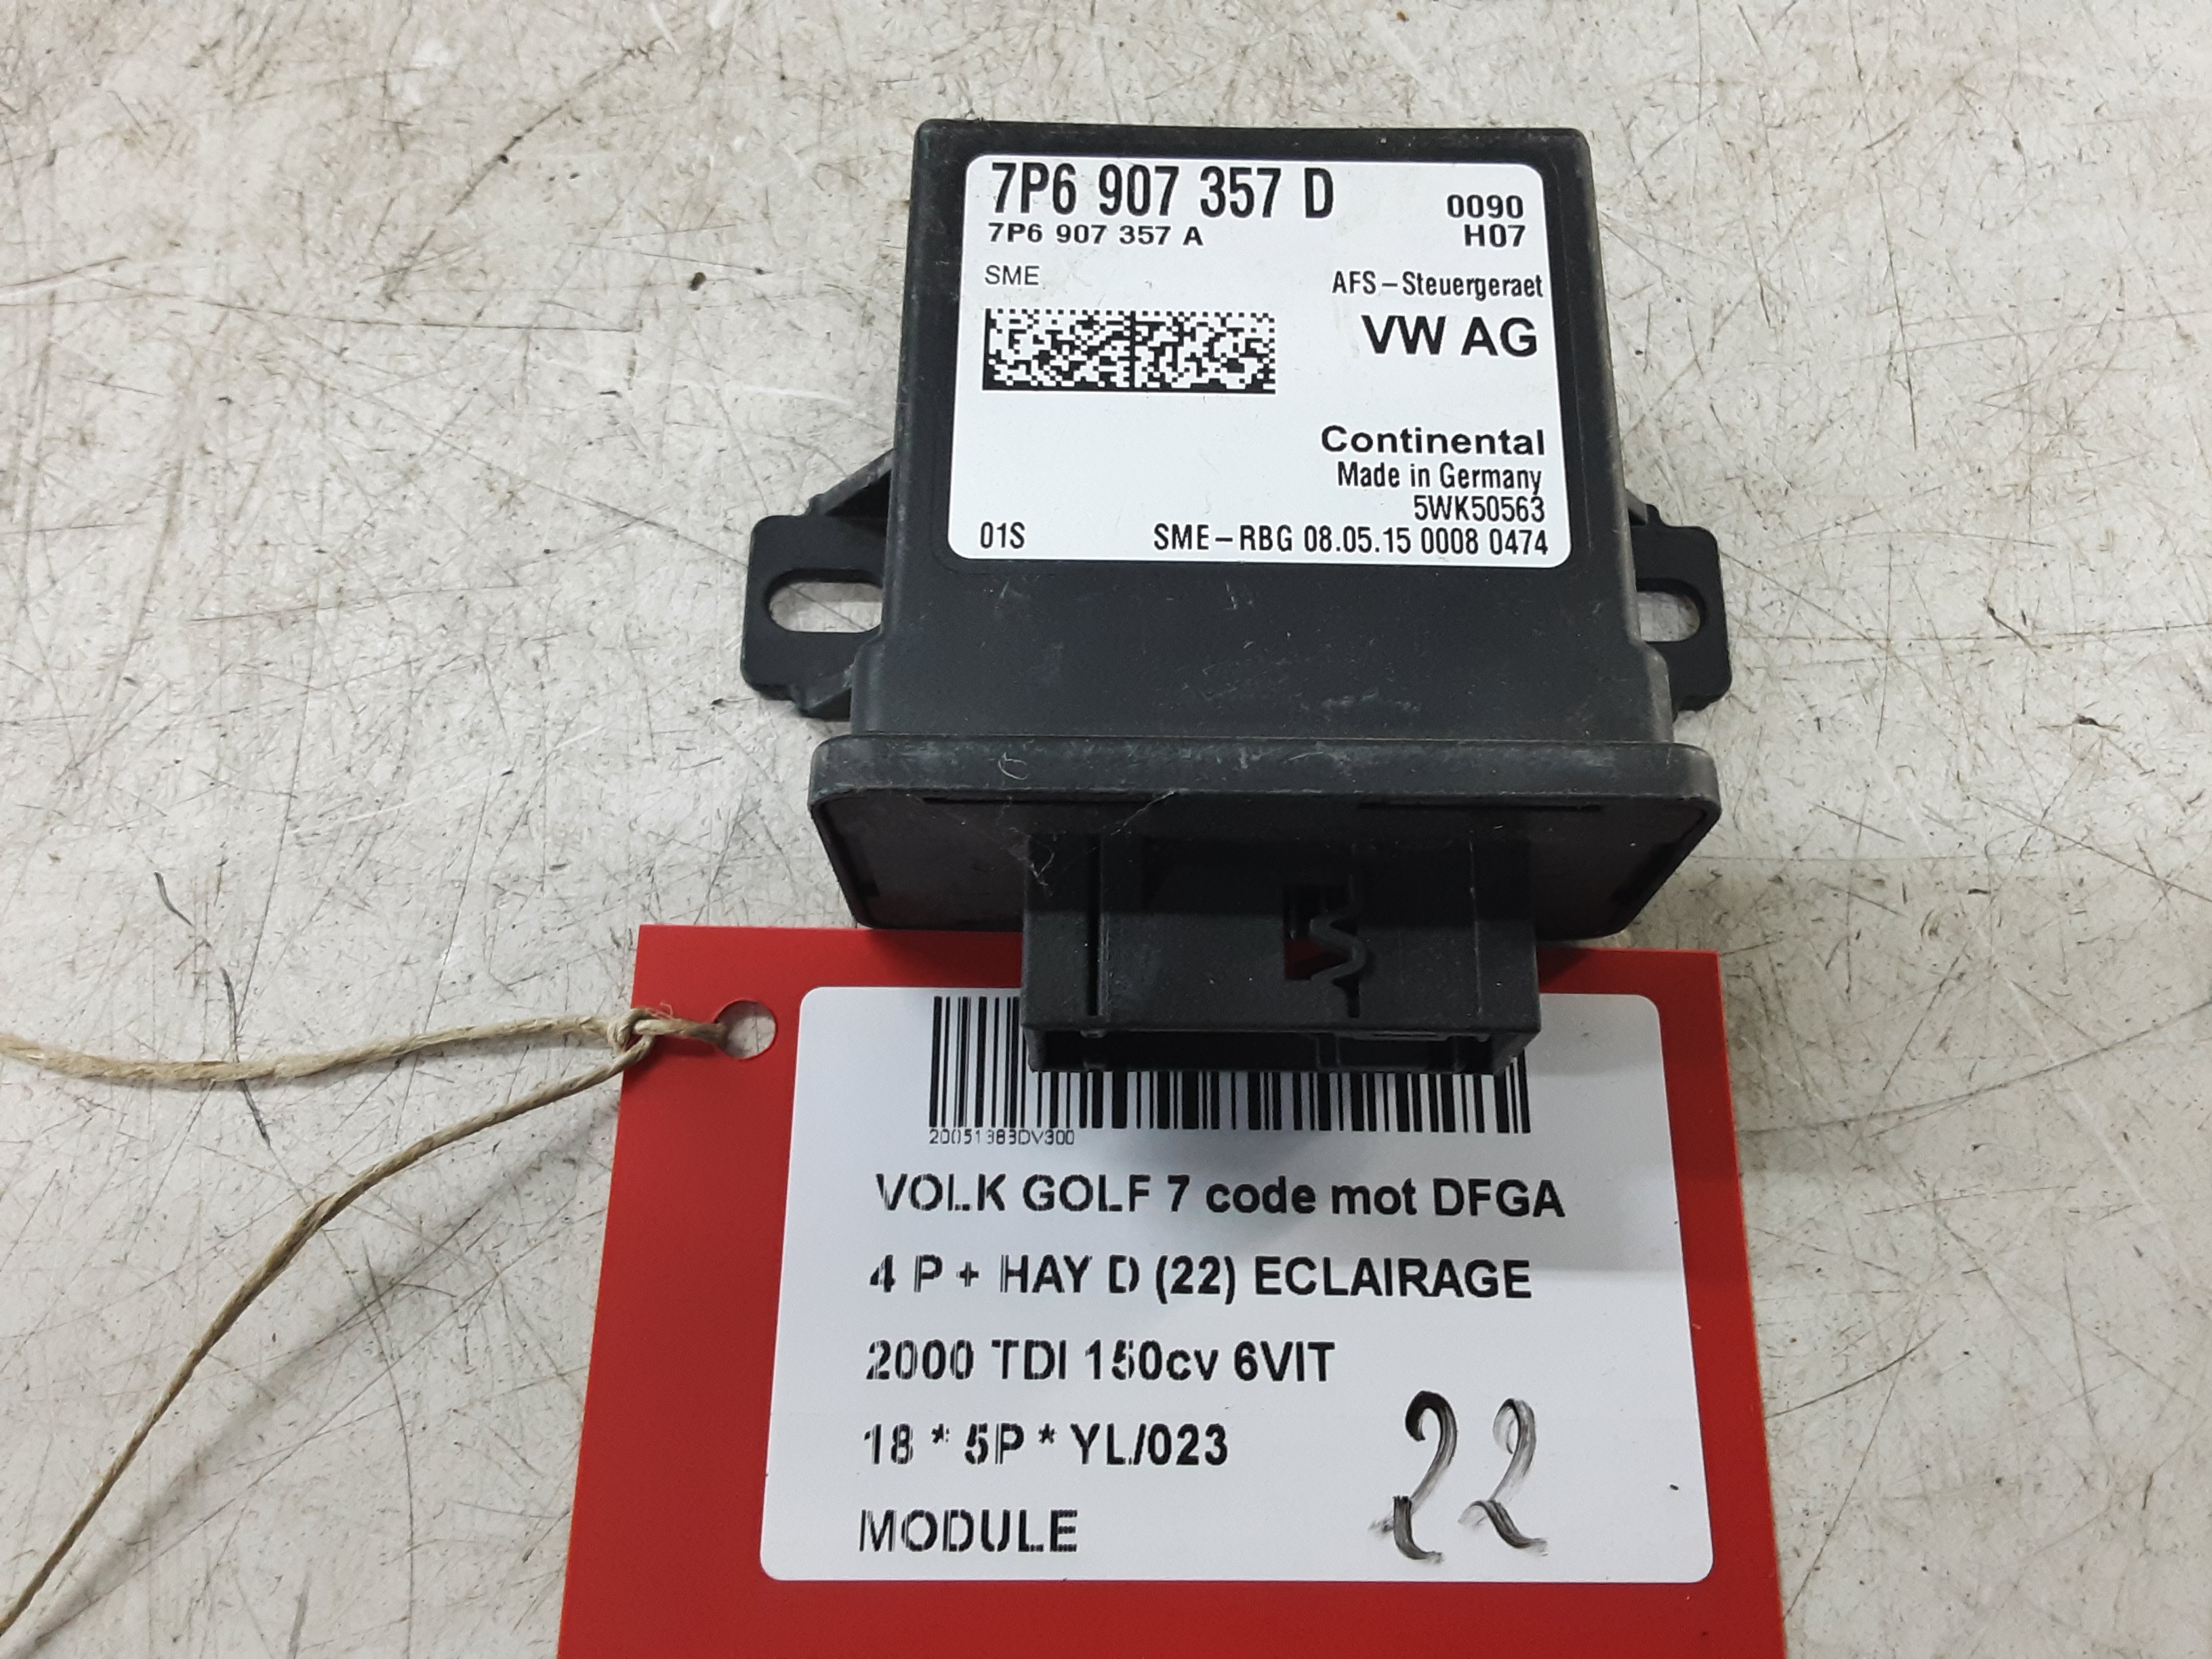 7P6 907 357 D
7P6 907 357 A
0090
H07
SME
AFS-Steuergeraet
VW AG
Continental
Made in Germany
5WK50563
01S SME-RBG 08.05.15 0008 0474
20051383DV300
VOLK GOLF 7 code mot DFGA
4 P + HAY D (22) ECLAIRAGE
2000 TDI 150cv 6VIT
18 * 5P * YL/023
MODULE
22